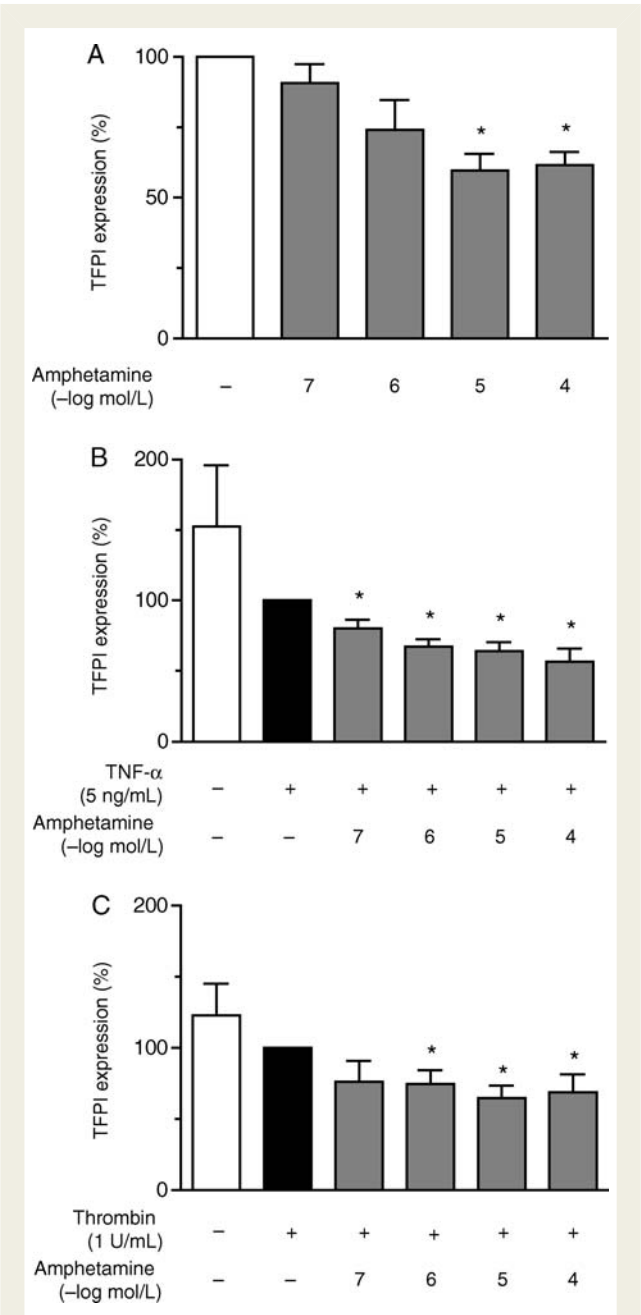 A
TFPI expression (%)
100
50
0
Amphetamine
(–log mol/L)
– 7 6 5 4
* *
B
TFPI expression (%)
200
100
0
* * * *
TNF-α
(5 ng/mL)
– + + + + +
Amphetamine
(–log mol/L)
– – 7 6 5 4
C
TFPI expression (%)
200
100
0
* * *
Thrombin
(1 U/mL)
– + + + + +
Amphetamine
(–log mol/L)
– – 7 6 5 4